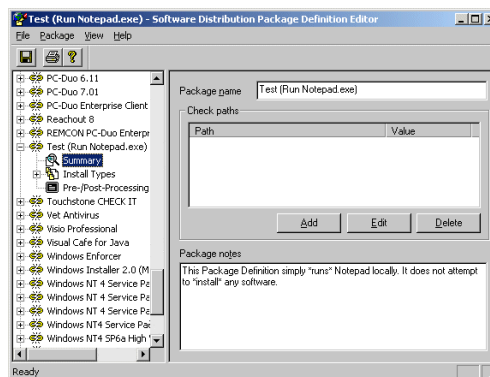 Test (Run Notepad.exe) - Software Distribution Package Definition Editor
File Package View Help
PC-Duo 6.11
PC-Duo 7.01
PC-Duo Enterprise Client
Reachout 8
REMCON PC-Duo Enterpr
Test (Run Notepad.exe)
Summary
Install Types
Pre-/Post-Processing
Touchstone CHECK IT
Vet Antivirus
Visio Professional
Visual Cafe for Java
Windows Enforcer
Windows Installer 2.0 (M
Windows NT 4 Service Pa
Windows NT 4 Service Pa
Windows NT 4 Service Pa
Windows NT4 Service Pac
Windows NT4 SP6a High
Package name Test (Run Notepad.exe)
Check paths
Path Value
Add Edit Delete
Package notes
This Package Definition simply "runs" Notepad locally. It does not attempt
to "install" any software.
Ready